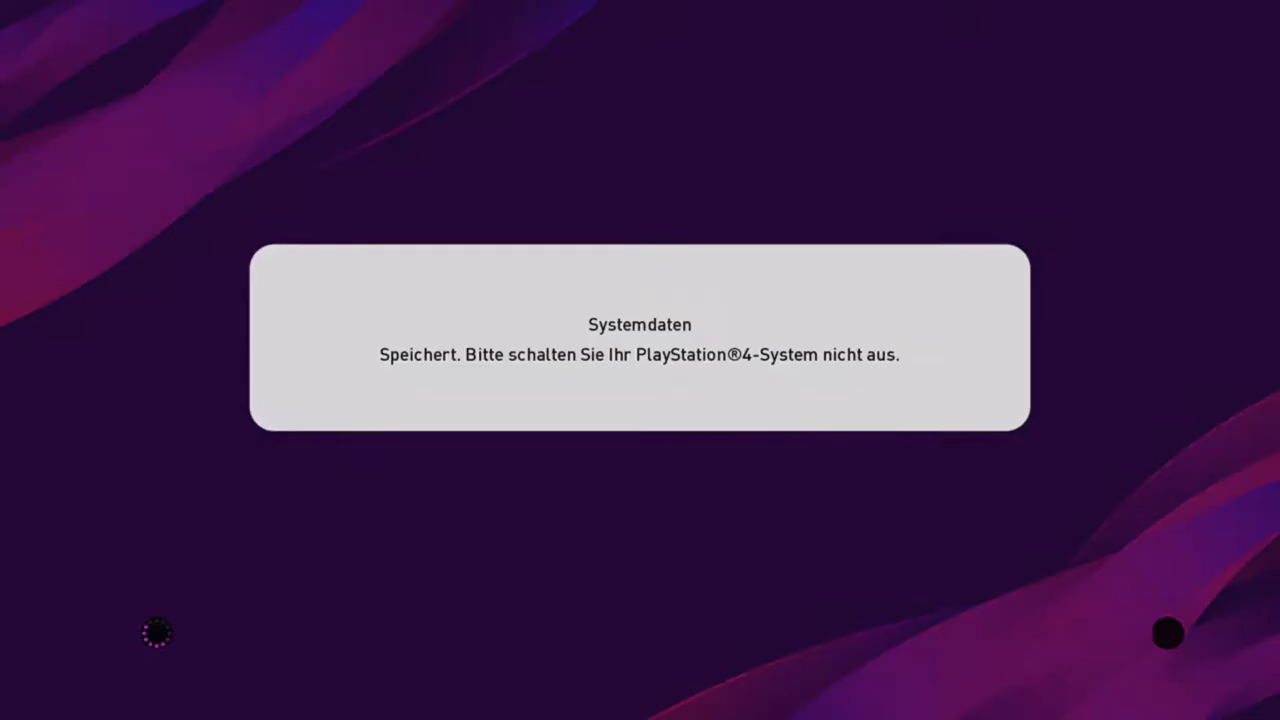 Systemdaten
Speichert. Bitte schalten Sie Ihr PlayStation®4-System nicht aus.